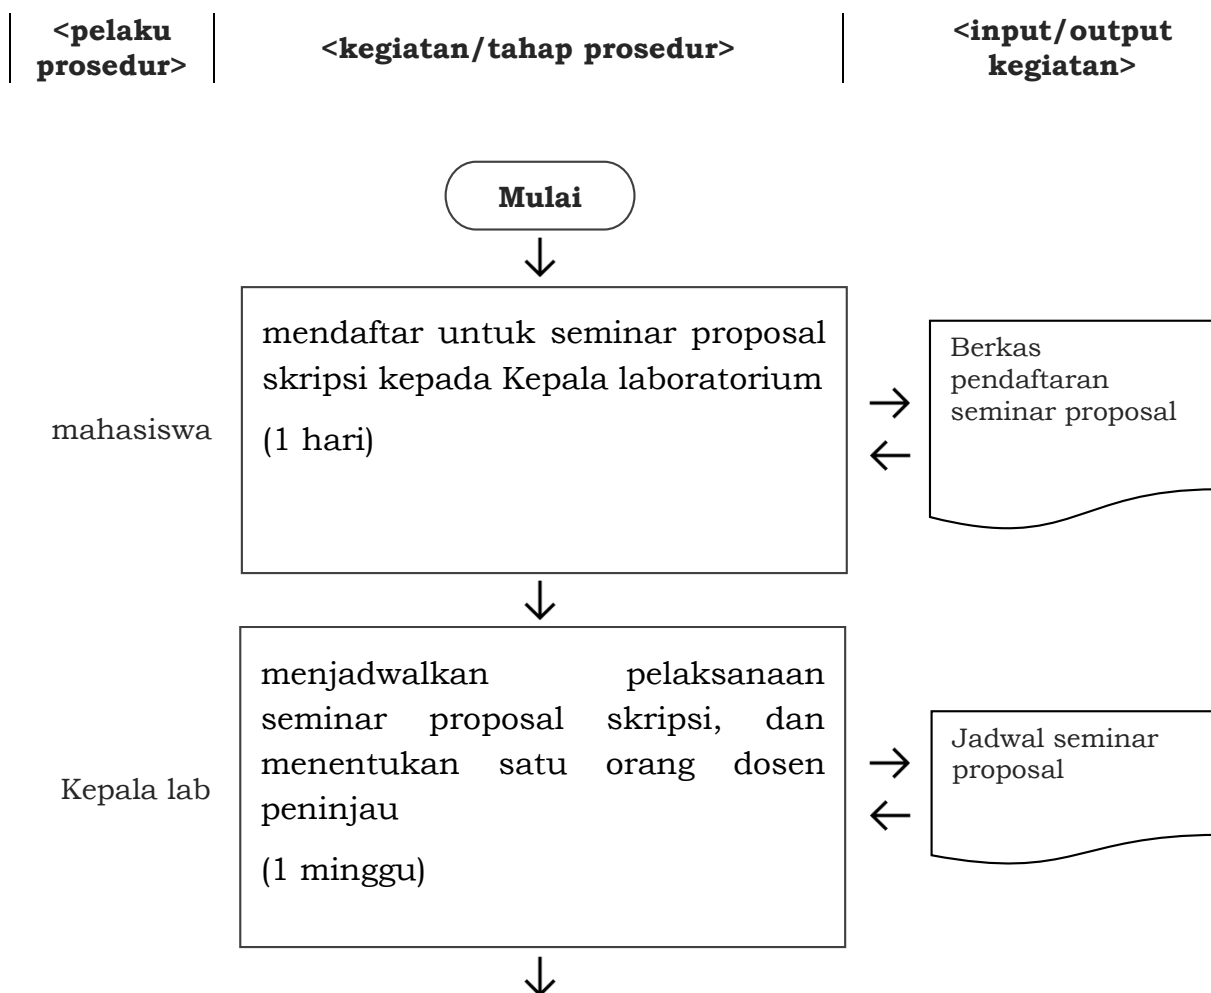 <pelaku
prosedur>
<kegiatan/tahap prosedur>
<input/output
kegiatan>
Mulai
mahasiswa
mendaftar untuk seminar proposal
skripsi kepada Kepala laboratorium
(1 hari)
Berkas
pendaftaran
seminar proposal
Kepala lab
menjadwalkan pelaksanaan
seminar proposal skripsi, dan
menentukan satu orang dosen
peninjau
(1 minggu)
Jadwal seminar
proposal